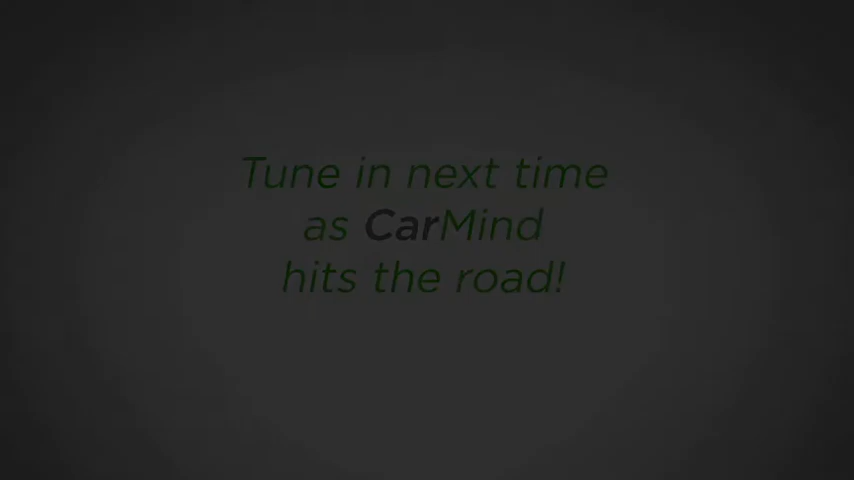 Tune in next time
as CarMind
hits the road!